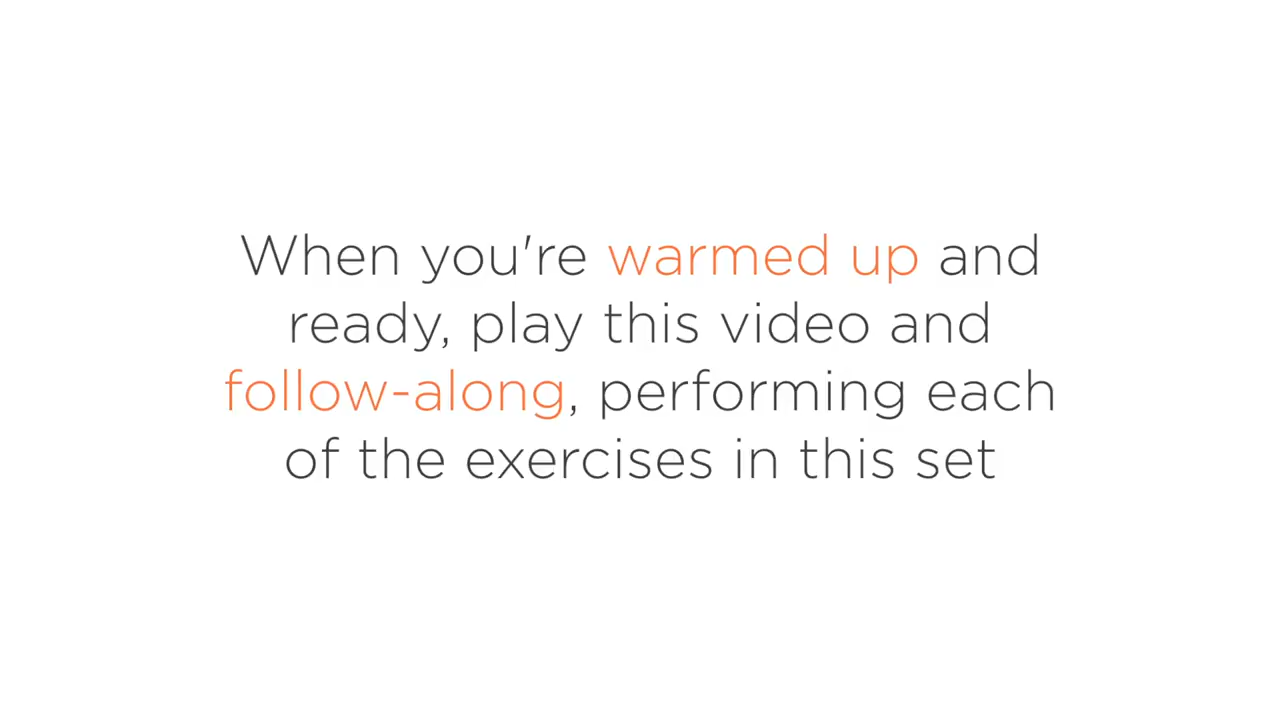 When you're warmed up and
ready, play this video and
follow-along, performing each
of the exercises in this set